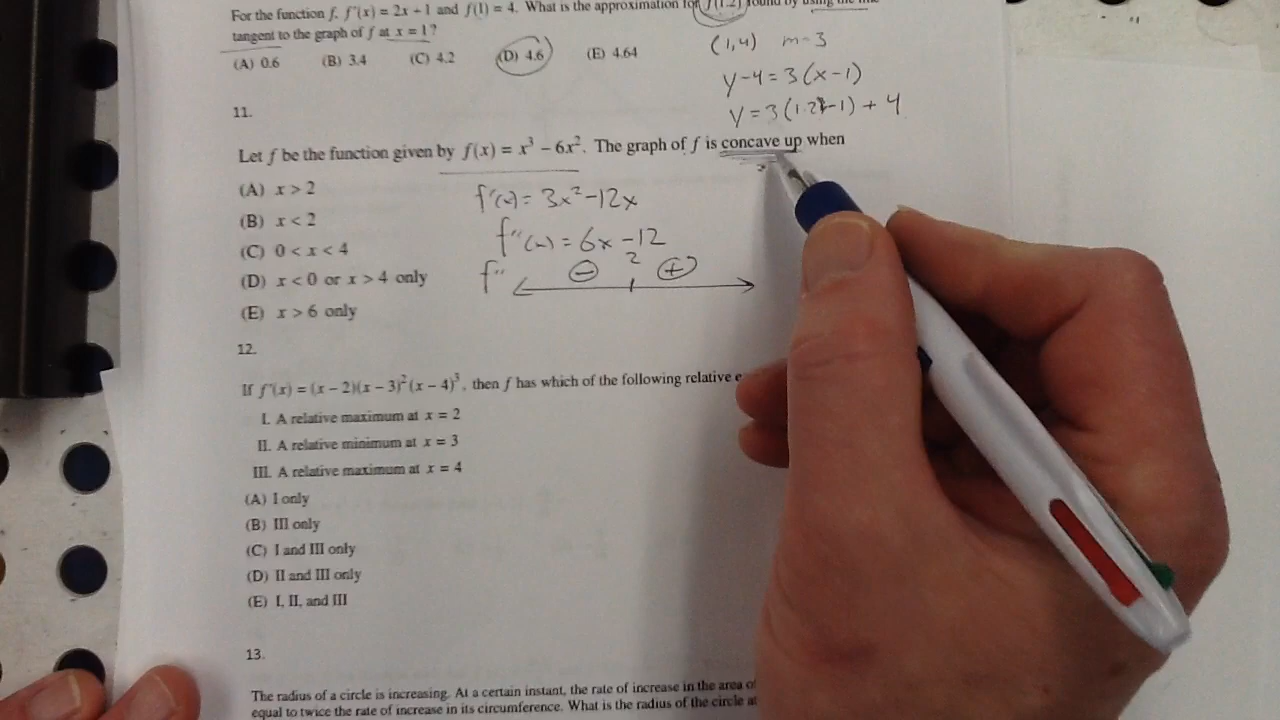 For the function f, f'(x) = 2x + 1 and f(1) = 4. What is the approximation for f(1.2) found by using the line
tangent to the graph of f at x = 1?
(A) 0.6 (B) 3.4 (C) 4.2 (D) 4.6 (E) 4.64
(1,4) m=3
y-4=3(x-1)
y=3(1.2-1)+4
11.
Let f be the function given by f(x) = x³ − 6x². The graph of f is concave up when
(A) x > 2
(B) x < 2
(C) 0 < x < 4
(D) x < 0 or x > 4 only
(E) x > 6 only
f'(x)=3x²-12x
f''(x)=6x-12
f'' − 2 +
12.
If f'(x) = (x − 2)(x − 3)²(x − 4)³, then f has which of the following relative
I. A relative maximum at x = 2
II. A relative minimum at x = 3
III. A relative maximum at x = 4
(A) I only
(B) III only
(C) I and III only
(D) II and III only
(E) I, II, and III
13.
The radius of a circle is increasing. At a certain instant, the rate of increase in the area
equal to twice the rate of increase in its circumference. What is the radius of the circle